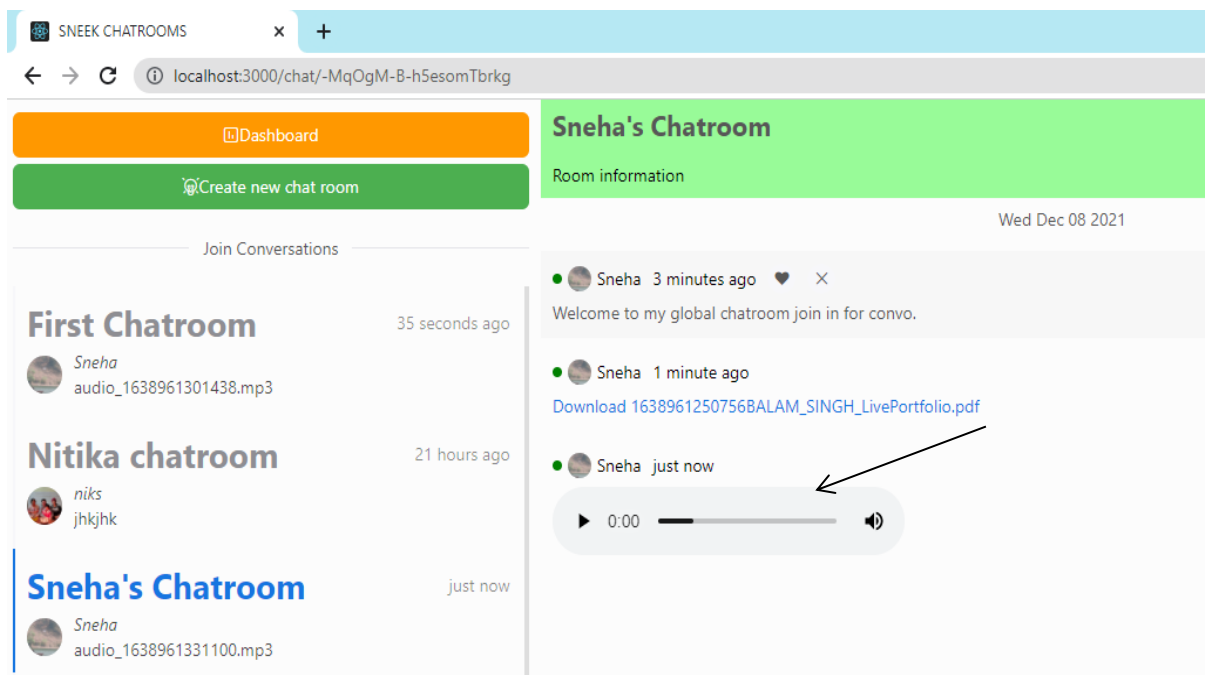 SNEEK CHATROOMS
localhost:3000/chat/-MqOgM-B-h5esomTbrkg
Dashboard
Create new chat room
Join Conversations
First Chatroom
35 seconds ago
Sneha
audio_1638961301438.mp3
Nitika chatroom
21 hours ago
niks
jhkjhk
Sneha's Chatroom
just now
Sneha
audio_1638961331100.mp3
Sneha's Chatroom
Room information
Wed Dec 08 2021
Sneha 3 minutes ago
Welcome to my global chatroom join in for convo.
Sneha 1 minute ago
Download 1638961250756BALAM_SINGH_LivePortfolio.pdf
Sneha just now
0:00